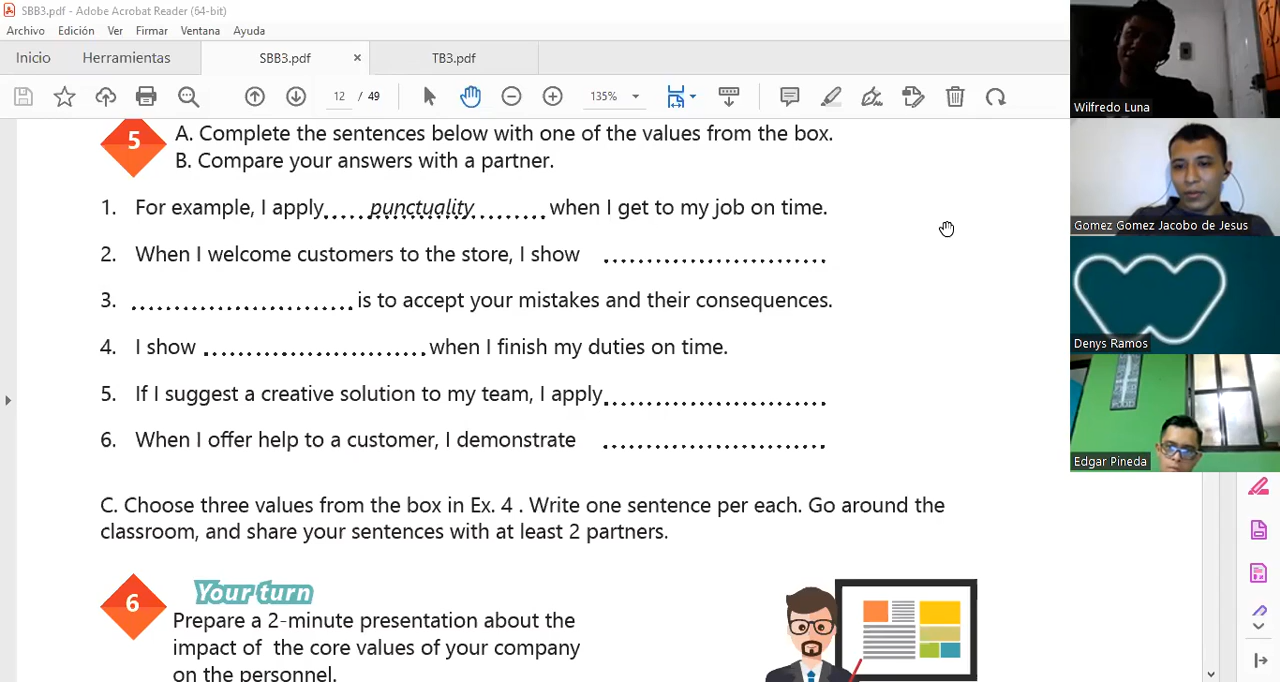 SBB3.pdf - Adobe Acrobat Reader (64-bit)
Archivo Edición Ver Firmar Ventana Ayuda
Inicio Herramientas SBB3.pdf × TB3.pdf
12 / 49 135%
5 A. Complete the sentences below with one of the values from the box.
B. Compare your answers with a partner.
1. For example, I apply punctuality when I get to my job on time.
2. When I welcome customers to the store, I show
3. is to accept your mistakes and their consequences.
4. I show when I finish my duties on time.
5. If I suggest a creative solution to my team, I apply
6. When I offer help to a customer, I demonstrate
C. Choose three values from the box in Ex. 4 . Write one sentence per each. Go around the
classroom, and share your sentences with at least 2 partners.
6 Your turn
Prepare a 2-minute presentation about the
impact of the core values of your company
on the personnel.
Wilfredo Luna
Gomez Gomez Jacobo de Jesus
Denys Ramos
Edgar Pineda